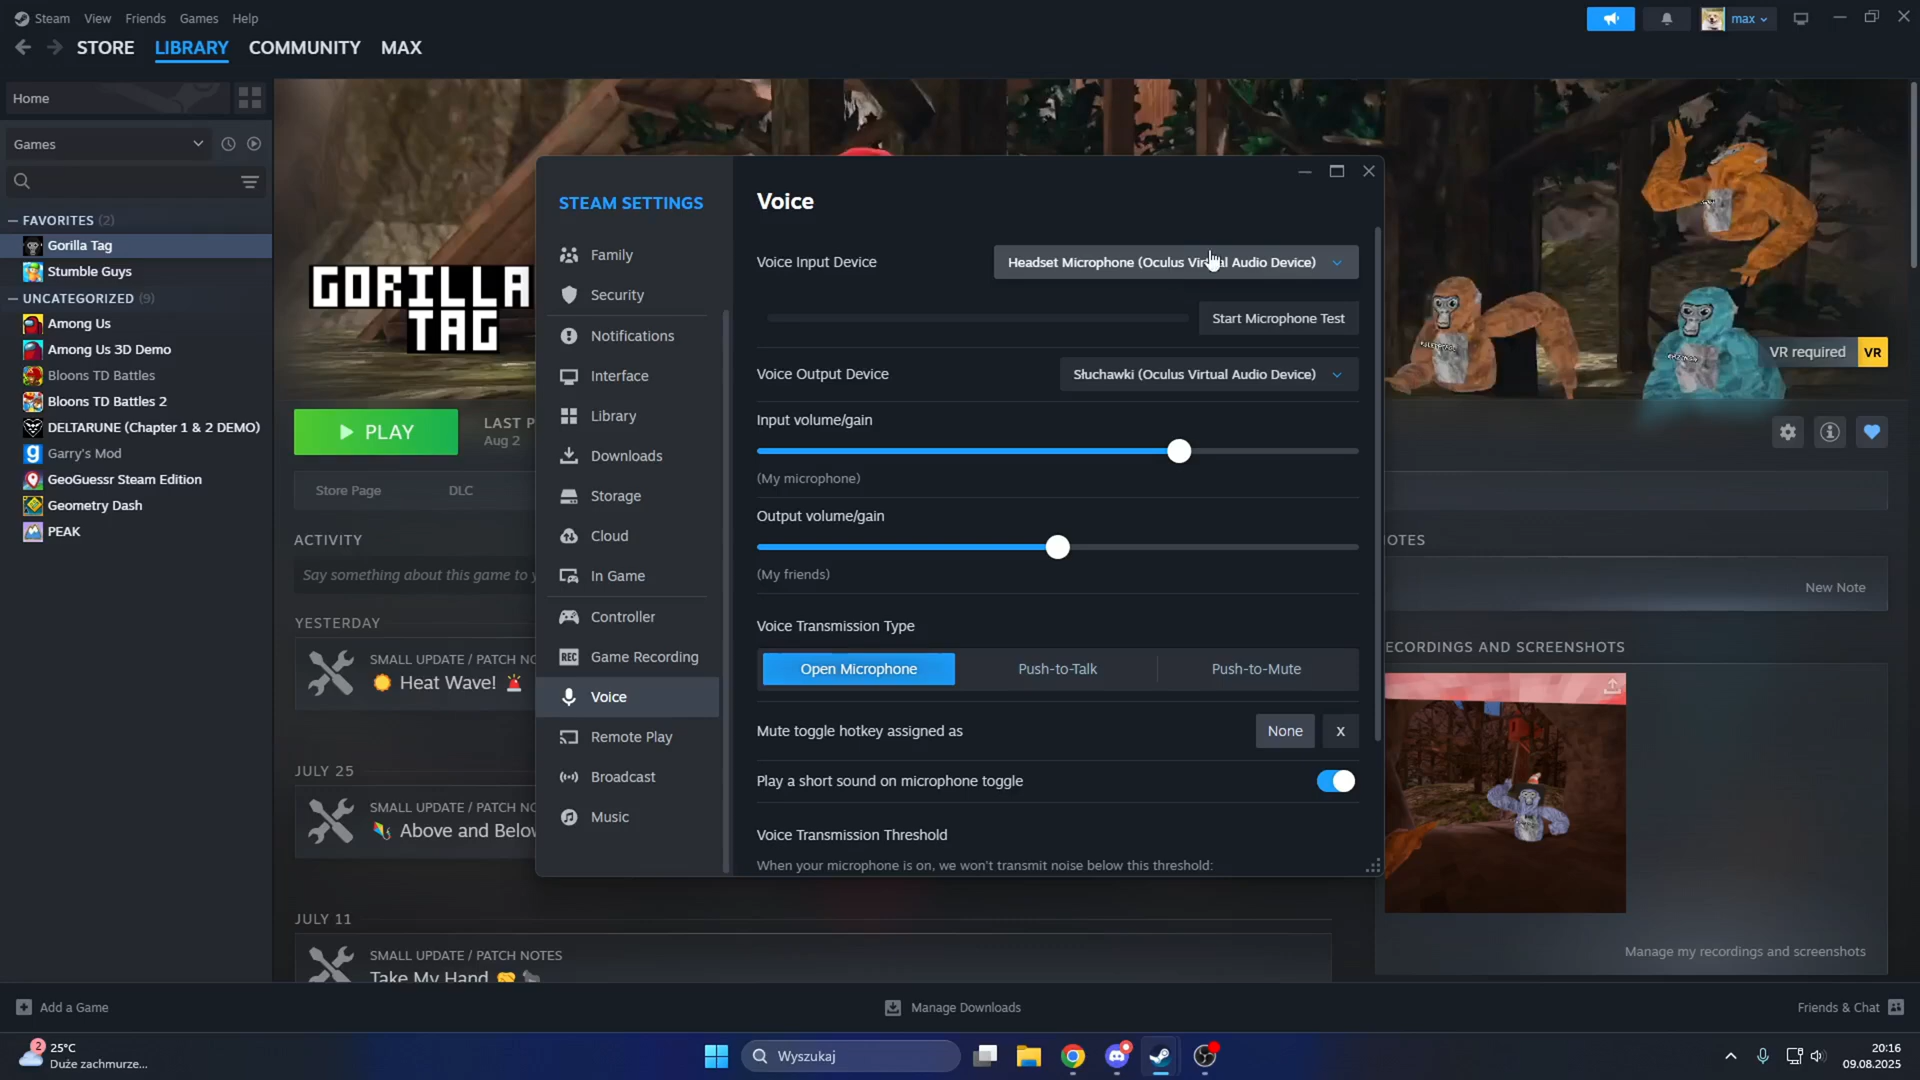 Steam View Friends Games Help
max
STORE LIBRARY COMMUNITY MAX
Home
Games
FAVORITES (2)
Gorilla Tag
Stumble Guys
UNCATEGORIZED (9)
Among Us
Among Us 3D Demo
Bloons TD Battles
Bloons TD Battles 2
DELTARUNE (Chapter 1 & 2 DEMO)
Garry's Mod
GeoGuessr Steam Edition
Geometry Dash
PEAK
GORILLA
TAG
VR required VR
PLAY
LAST P
Aug 2
Store Page DLC
ACTIVITY
Say something about this game to y
YESTERDAY
SMALL UPDATE / PATCH NO
Heat Wave!
JULY 25
SMALL UPDATE / PATCH NO
Above and Belo
JULY 11
SMALL UPDATE / PATCH NOTES
Take My Hand
STEAM SETTINGS
Family
Security
Notifications
Interface
Library
Downloads
Storage
Cloud
In Game
Controller
REC Game Recording
Voice
Remote Play
Broadcast
Music
Voice
Voice Input Device Headset Microphone (Oculus Virtual Audio Device)
Start Microphone Test
Voice Output Device Słuchawki (Oculus Virtual Audio Device)
Input volume/gain
(My microphone)
Output volume/gain
(My friends)
Voice Transmission Type
Open Microphone Push-to-Talk Push-to-Mute
Mute toggle hotkey assigned as None X
Play a short sound on microphone toggle
Voice Transmission Threshold
When your microphone is on, we won't transmit noise below this threshold:
OTES
New Note
ECORDINGS AND SCREENSHOTS
Manage my recordings and screenshots
Add a Game Manage Downloads Friends & Chat
2
25°C
Duże zachmurze...
Wyszukaj
20:16
09.08.2025